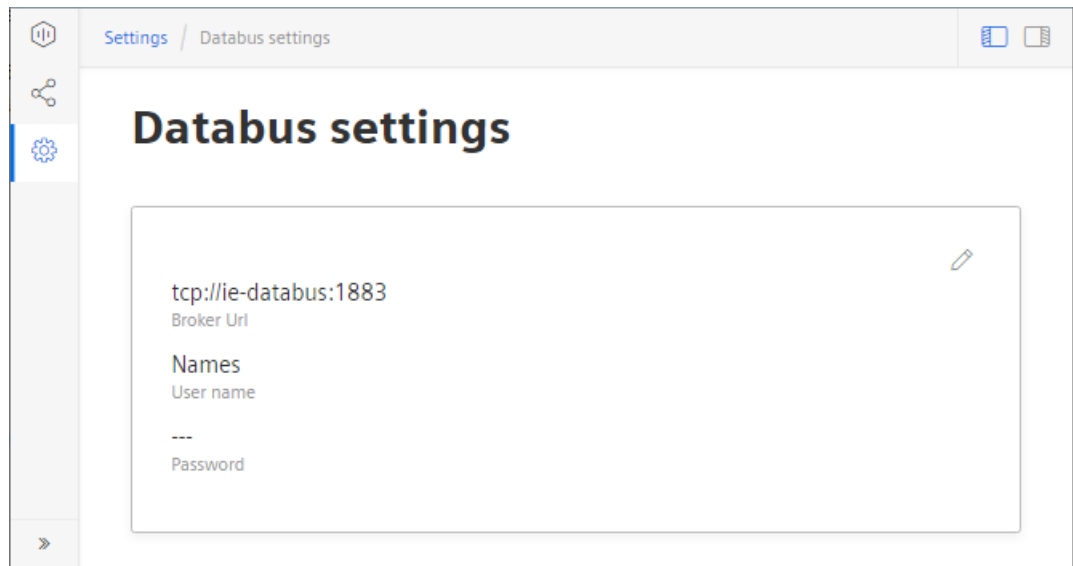 Settings / Databus settings
Databus settings
tcp://ie-databus:1883
Broker Url
Names
User name
---
Password